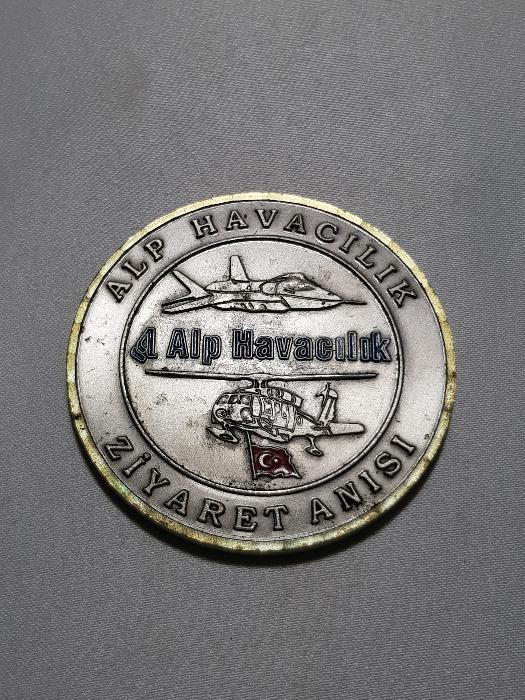 ALP HAVACILIK
Alp Havacılık
ZİYARET ANISI